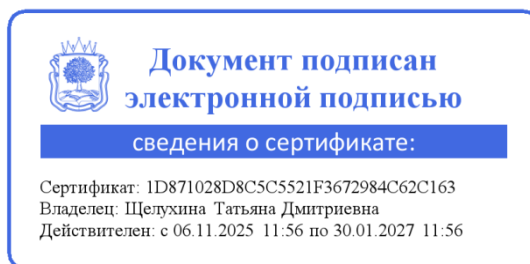 Документ подписан
электронной подписью
сведения о сертификате:
Сертификат: 1D871028D8C5C5521F3672984C62C163
Владелец: Щелухина Татьяна Дмитриевна
Действителен: с 06.11.2025 11:56 по 30.01.2027 11:56